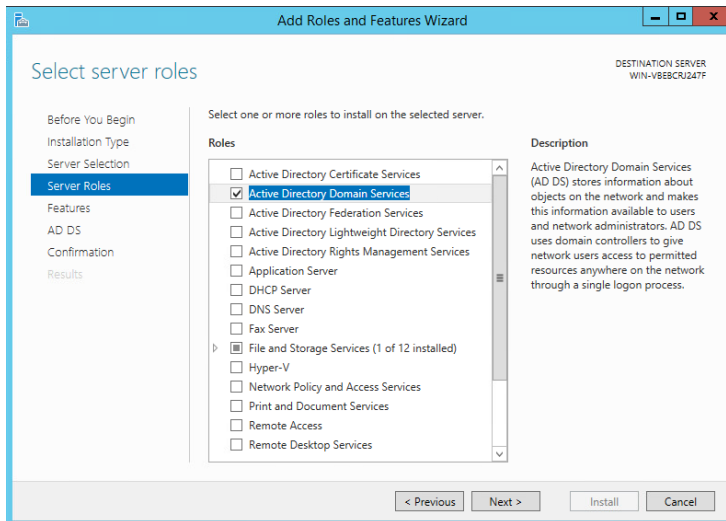 Add Roles and Features Wizard
Select server roles
DESTINATION SERVER
WIN-VBEBCRJ247F
Before You Begin
Installation Type
Server Selection
Server Roles
Features
AD DS
Confirmation
Results
Select one or more roles to install on the selected server.
Roles
Active Directory Certificate Services
Active Directory Domain Services
Active Directory Federation Services
Active Directory Lightweight Directory Services
Active Directory Rights Management Services
Application Server
DHCP Server
DNS Server
Fax Server
File and Storage Services (1 of 12 installed)
Hyper-V
Network Policy and Access Services
Print and Document Services
Remote Access
Remote Desktop Services
Description
Active Directory Domain Services
(AD DS) stores information about
objects on the network and makes
this information available to users
and network administrators. AD DS
uses domain controllers to give
network users access to permitted
resources anywhere on the network
through a single logon process.
< Previous
Next >
Install
Cancel